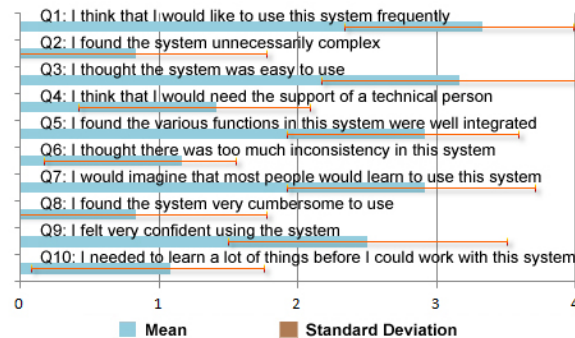 Q1: I think that I would like to use this system frequently
Q2: I found the system unnecessarily complex
Q3: I thought the system was easy to use
Q4: I think that I would need the support of a technical person
Q5: I found the various functions in this system were well integrated
Q6: I thought there was too much inconsistency in this system
Q7: I would imagine that most people would learn to use this system
Q8: I found the system very cumbersome to use
Q9: I felt very confident using the system
Q10: I needed to learn a lot of things before I could work with this system
0 1 2 3 4
Mean Standard Deviation